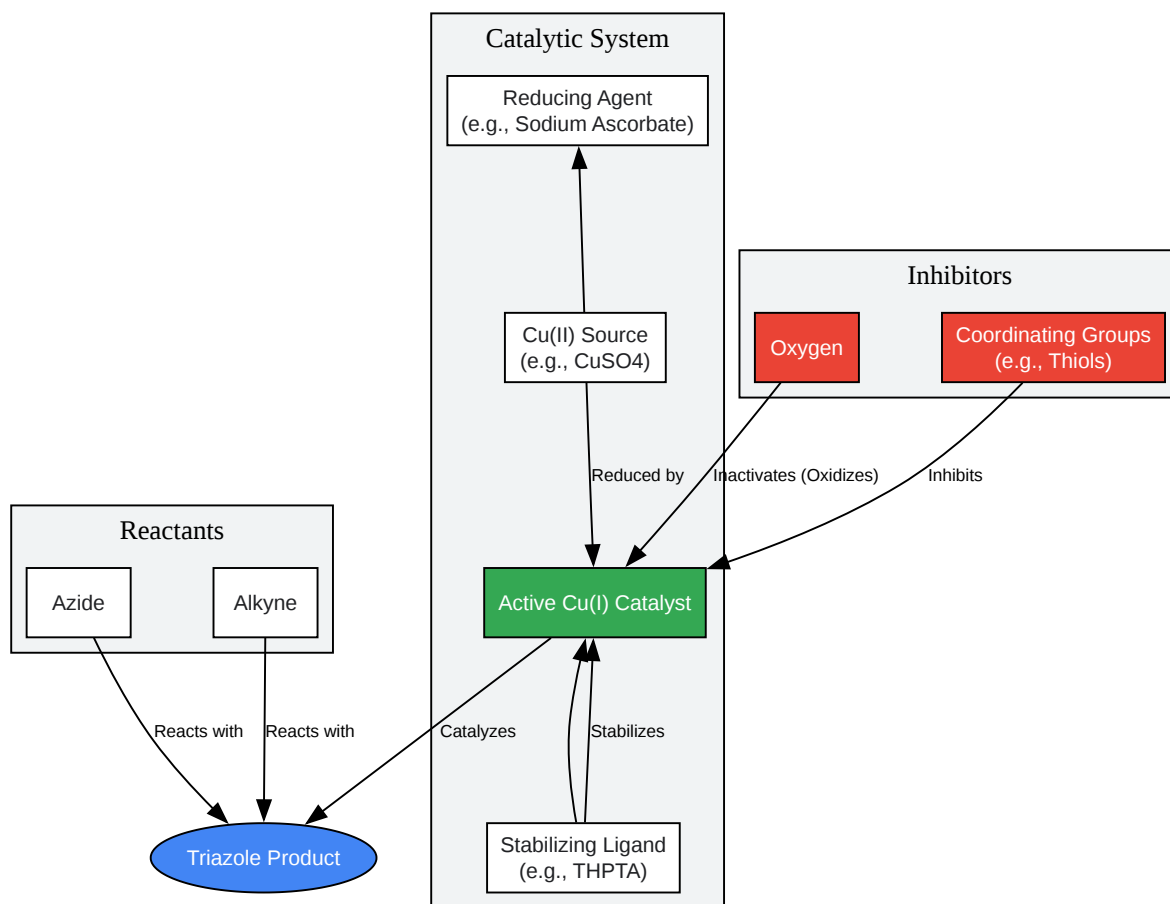 Catalytic System
Reducing Agent
(e.g., Sodium Ascorbate)
Cu(II) Source
(e.g., CuSO4)
Inhibitors
Oxygen
Coordinating Groups
(e.g., Thiols)
Reduced by
Inactivates (Oxidizes)
Inhibits
Reactants
Azide
Alkyne
Active Cu(I) Catalyst
Reacts with
Reacts with
Catalyzes
Stabilizes
Triazole Product
Stabilizing Ligand
(e.g., THPTA)